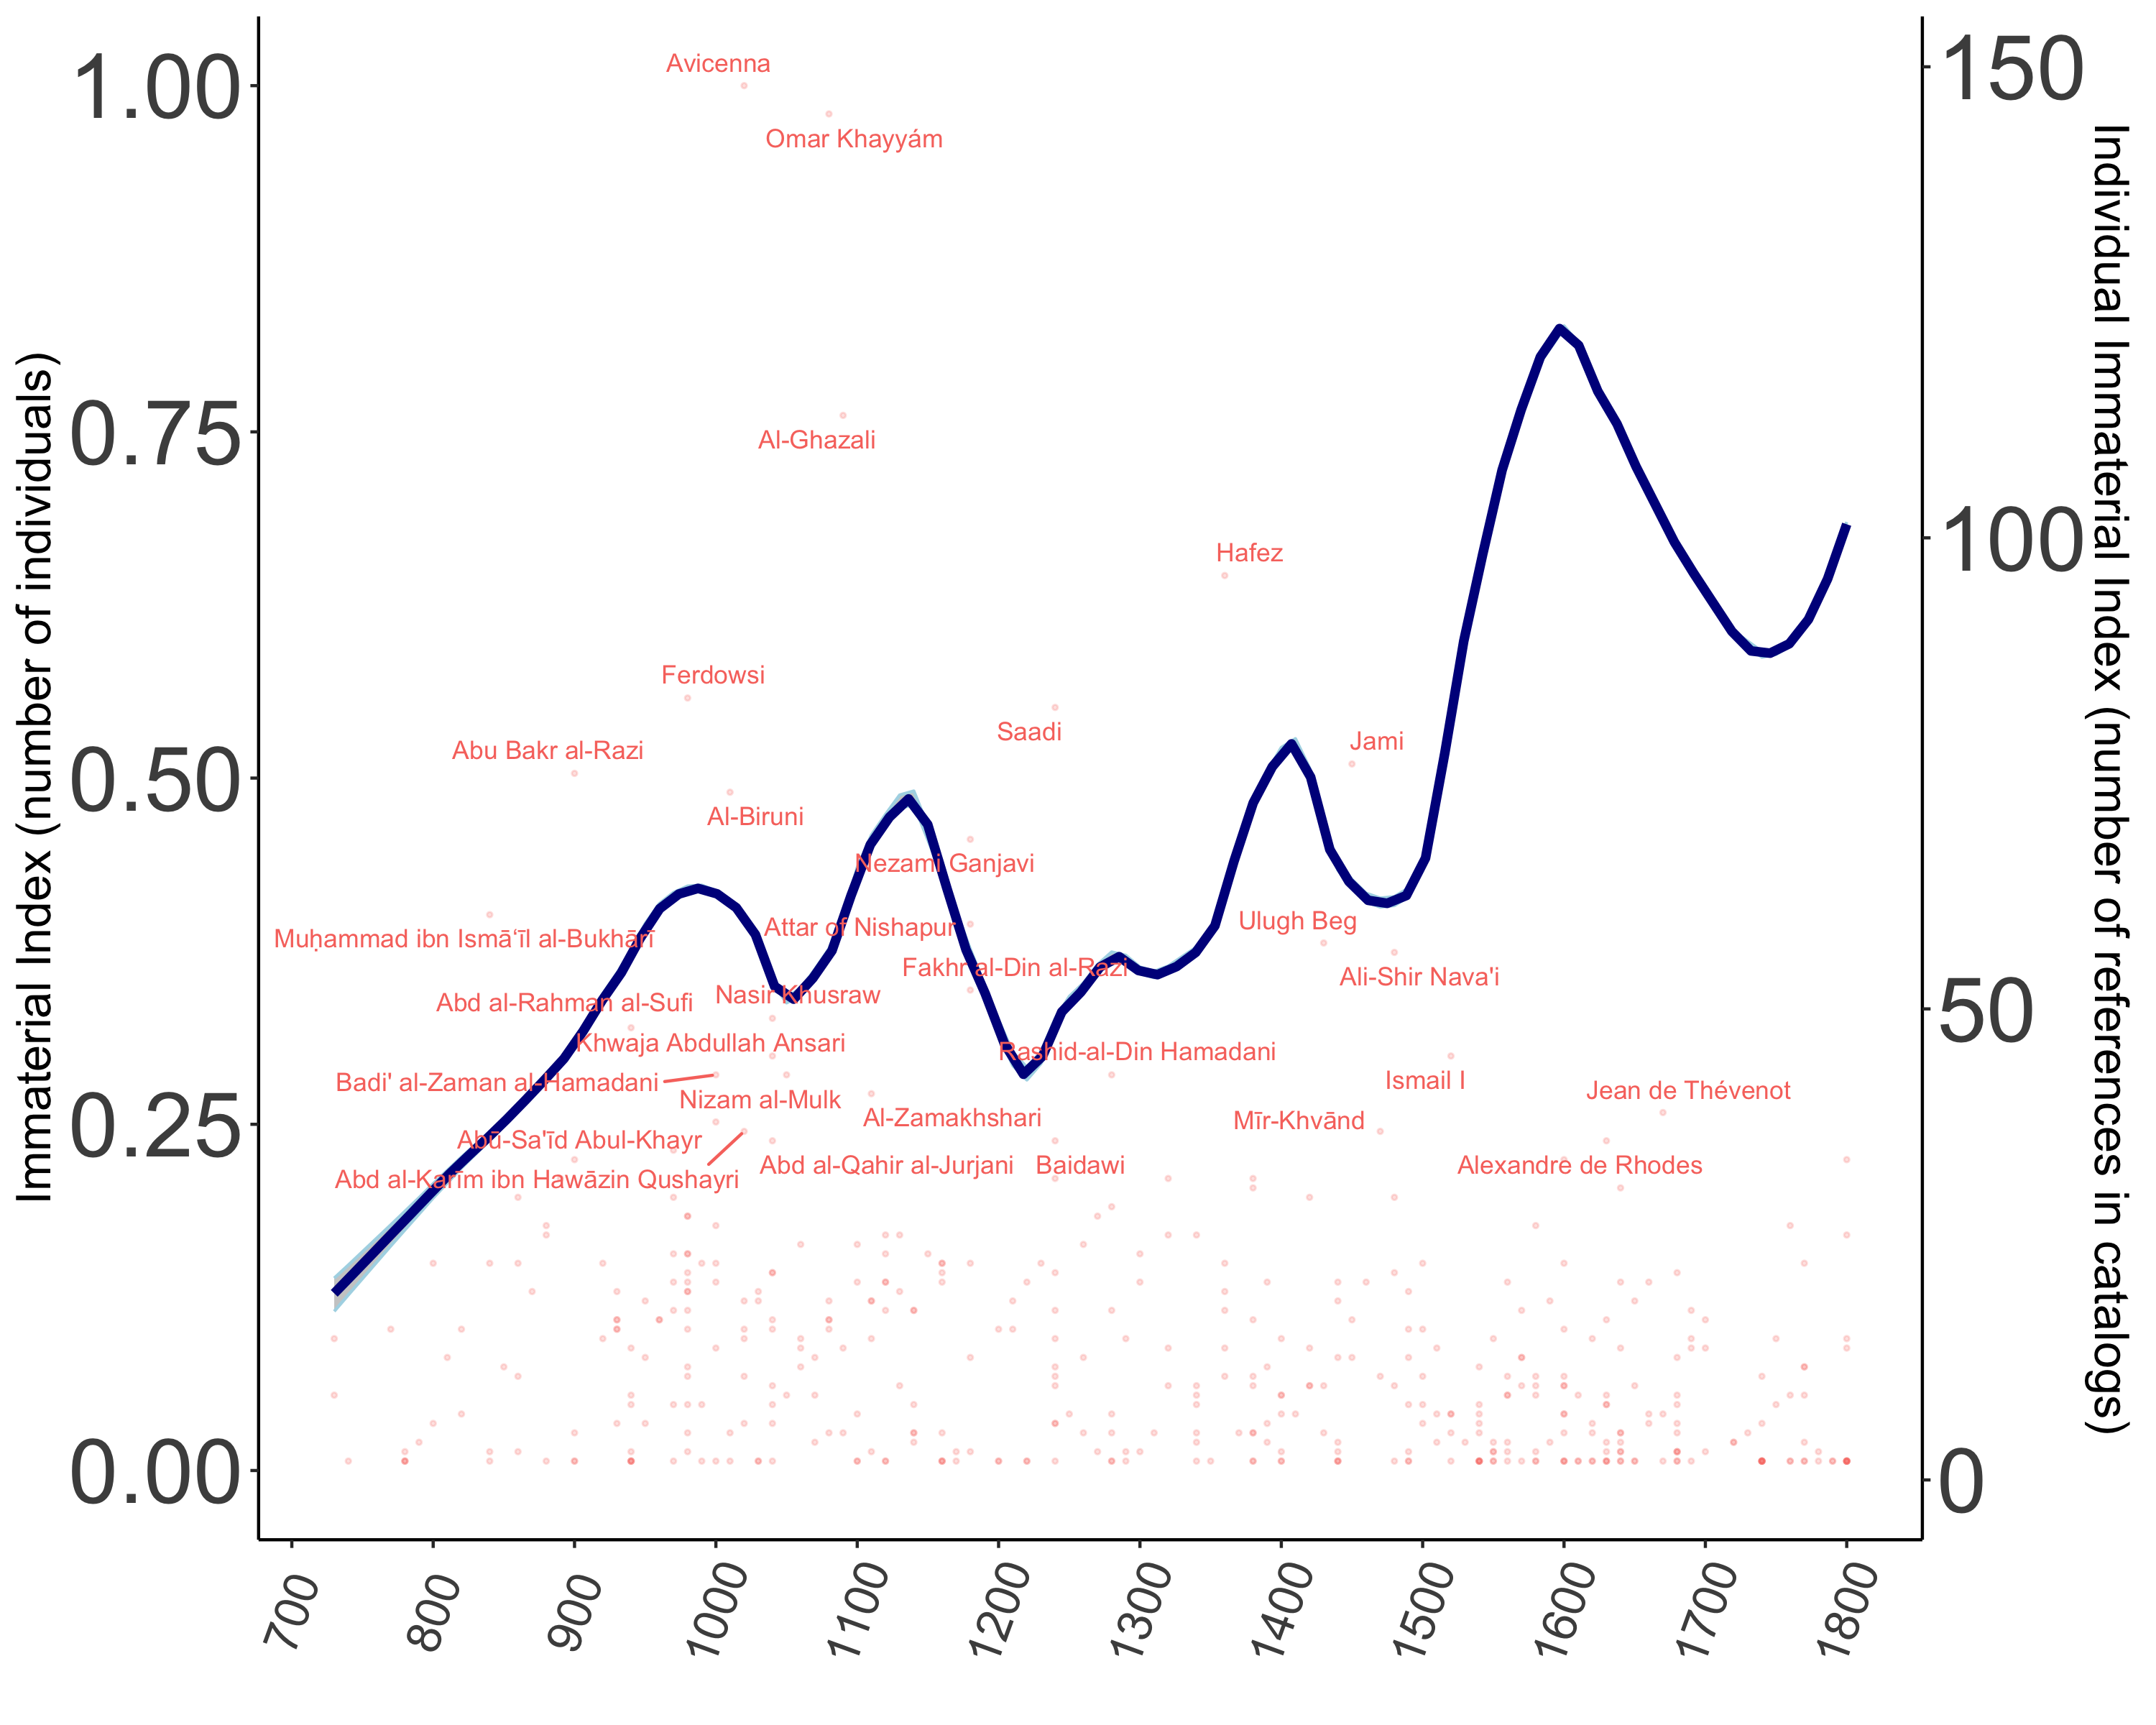 Avicenna
Omar Khayyám
Al-Ghazali
Hafez
Ferdowsi
Saadi
Jami
Abu Bakr al-Razi
Al-Biruni
Nezami Ganjavi
Ulugh Beg
Attar of Nishapur
Muḥammad ibn Ismā‘īl al-Bukhārī
Fakhr al-Din al-Razi
Ali-Shir Nava'i
Nasir Khusraw
Abd al-Rahman al-Sufi
Khwaja Abdullah Ansari
Rashid-al-Din Hamadani
Badi' al-Zaman al-Hamadani
Ismail I
Jean de Thévenot
Nizam al-Mulk
Al-Zamakhshari
Mīr-Khvānd
Abū-Sa'īd Abul-Khayr
Abd al-Qahir al-Jurjani
Baidawi
Alexandre de Rhodes
Abd al-Karīm ibn Hawāzin Qushayri
1.00
0.75
0.50
0.25
0.00
Immaterial Index (number of individuals)
150
100
50
0
Individual Immaterial Index (number of references in catalogs)
700
800
900
1000
1100
1200
1300
1400
1500
1600
1700
1800